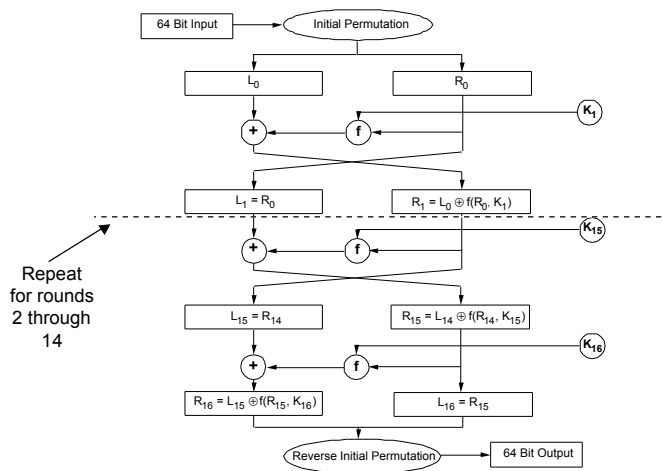 64 Bit Input
Initial Permutation
L₀
R₀
K₁
+
f
L₁ = R₀
R₁ = L₀ ⊕ f(R₀, K₁)
K₁₅
+
f
Repeat
for rounds
2 through
14
L₁₅ = R₁₄
R₁₅ = L₁₄ ⊕ f(R₁₄, K₁₅)
K₁₆
+
f
R₁₆ = L₁₅ ⊕f(R₁₅, K₁₆)
L₁₆ = R₁₅
Reverse Initial Permutation
64 Bit Output